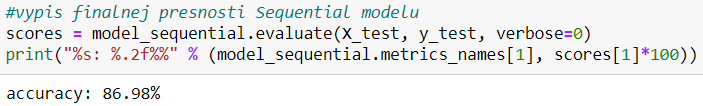 #vypis finalnej presnosti Sequential modelu
scores = model_sequential.evaluate(X_test, y_test, verbose=0)
print("%s: %.2f%%" % (model_sequential.metrics_names[1], scores[1]*100))
accuracy: 86.98%